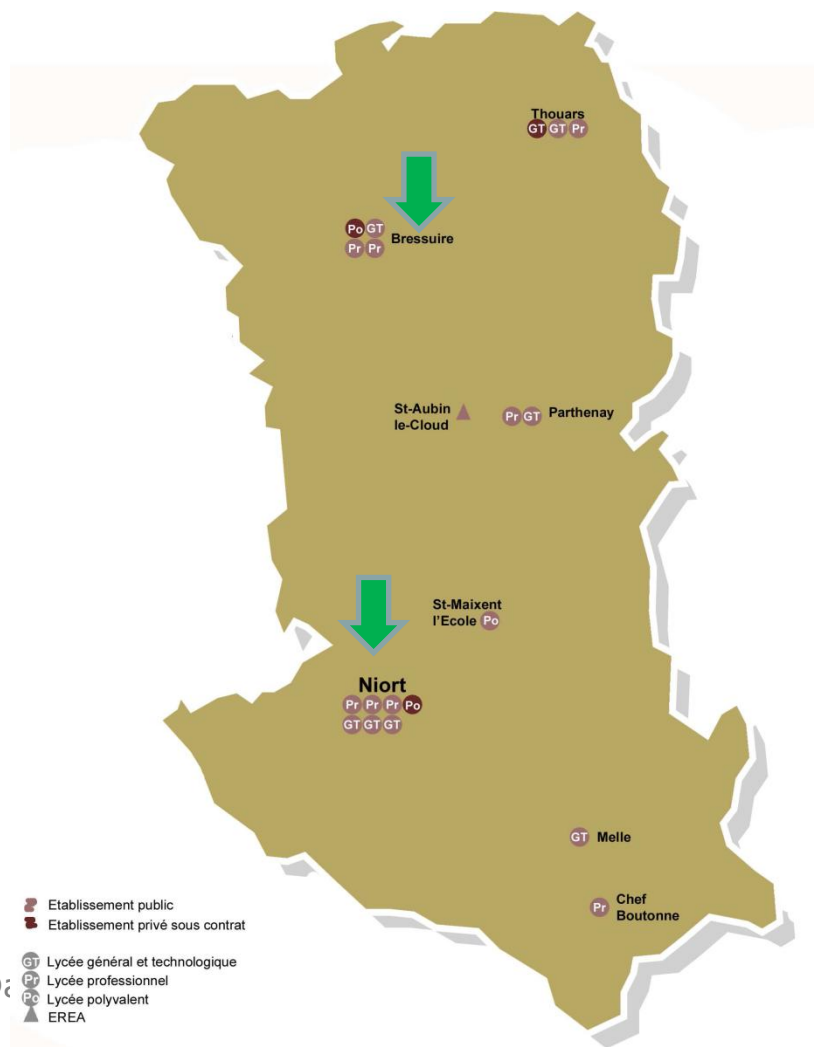 Thouars
GT GT Pr
Po GT
Bressuire
Pr Pr
St-Aubin
le-Cloud
Pr GT Parthenay
St-Maixent
l'Ecole Po
Niort
Pr Pr Pr Po
GT GT GT
GT Melle
Pr Chef
Boutonne
Etablissement public
Etablissement privé sous contrat
GT Lycée général et technologique
Pr Lycée professionnel
Po Lycée polyvalent
EREA